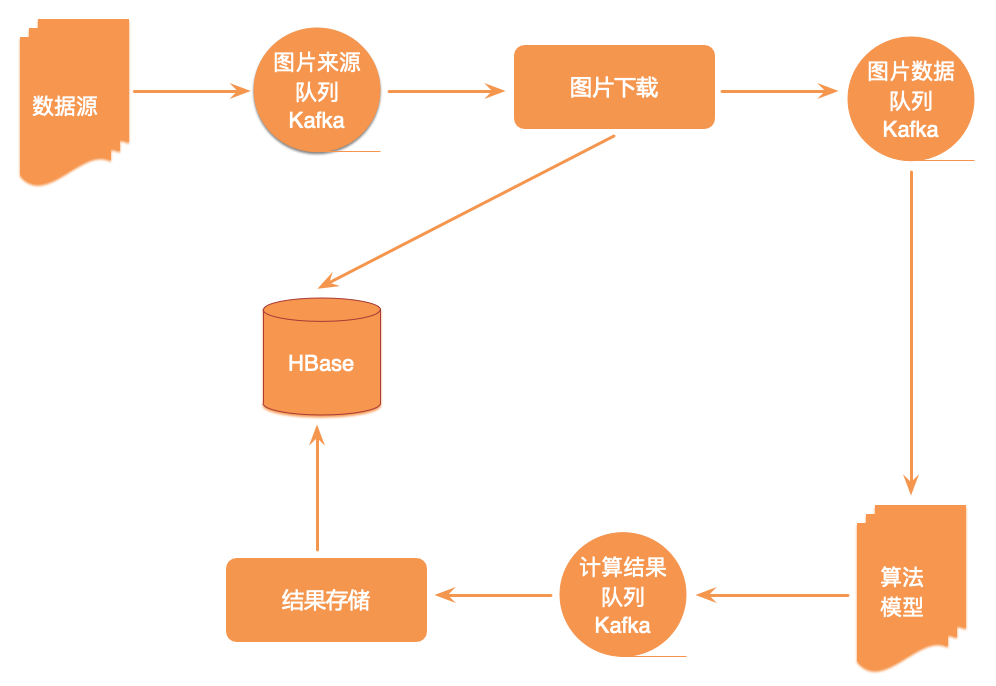 数据源
图片来源
队列
Kafka
图片下载
图片数据
队列
Kafka
HBase
算法
模型
计算结果
队列
Kafka
结果存储